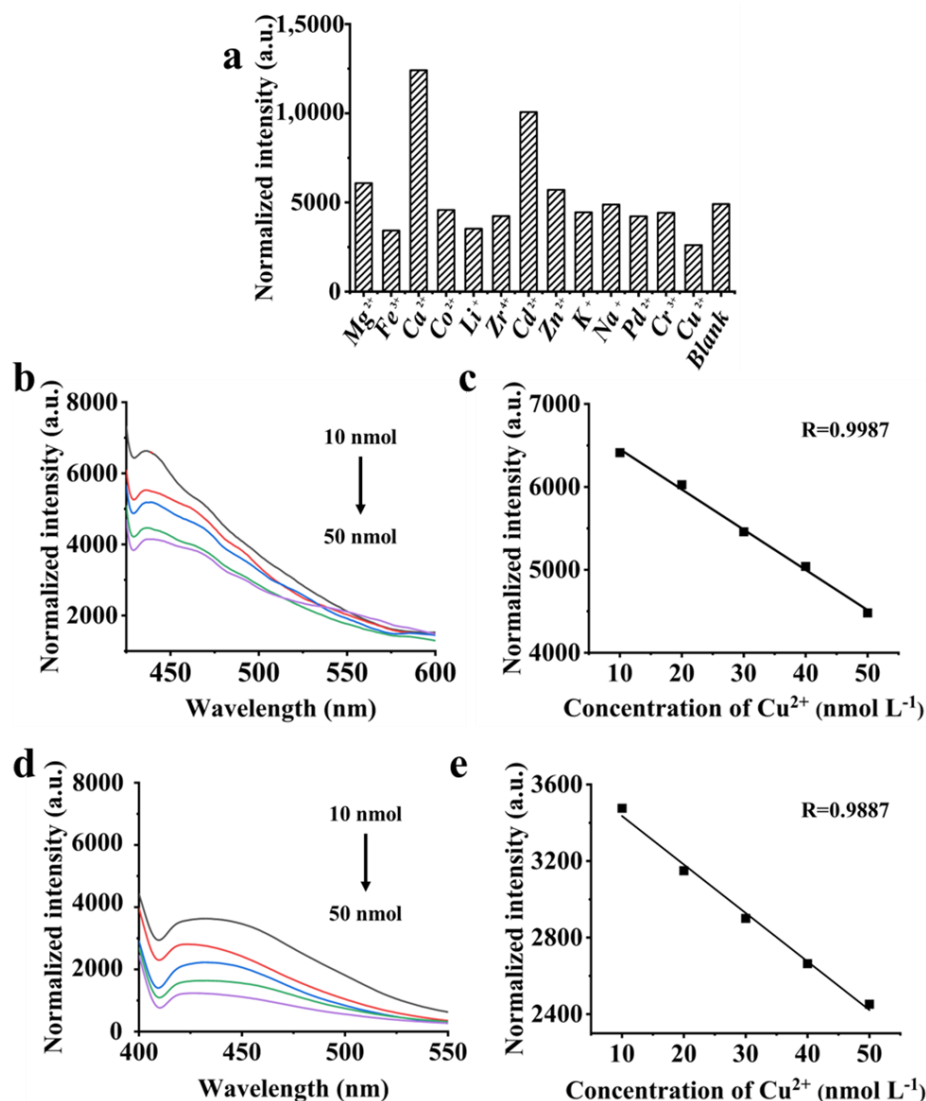 a
Normalized intensity (a.u.)
1,5000
1,0000
5000
0
Mg²⁺ Fe³⁺ Ca²⁺ Co²⁺ Li⁺ Zr⁴⁺ Cd²⁺ Zn²⁺ K⁺ Na⁺ Pd²⁺ Cr³⁺ Cu²⁺ Blank
b
Normalized intensity (a.u.)
8000
6000
4000
2000
10 nmol
50 nmol
450 500 550 600
Wavelength (nm)
c
Normalized intensity (a.u.)
7000
6000
5000
4000
R=0.9987
10 20 30 40 50
Concentration of Cu²⁺ (nmol L⁻¹)
d
Normalized intensity (a.u.)
8000
6000
4000
2000
0
10 nmol
50 nmol
400 450 500 550
Wavelength (nm)
e
Normalized intensity (a.u.)
3600
3200
2800
2400
R=0.9887
10 20 30 40 50
Concentration of Cu²⁺ (nmol L⁻¹)